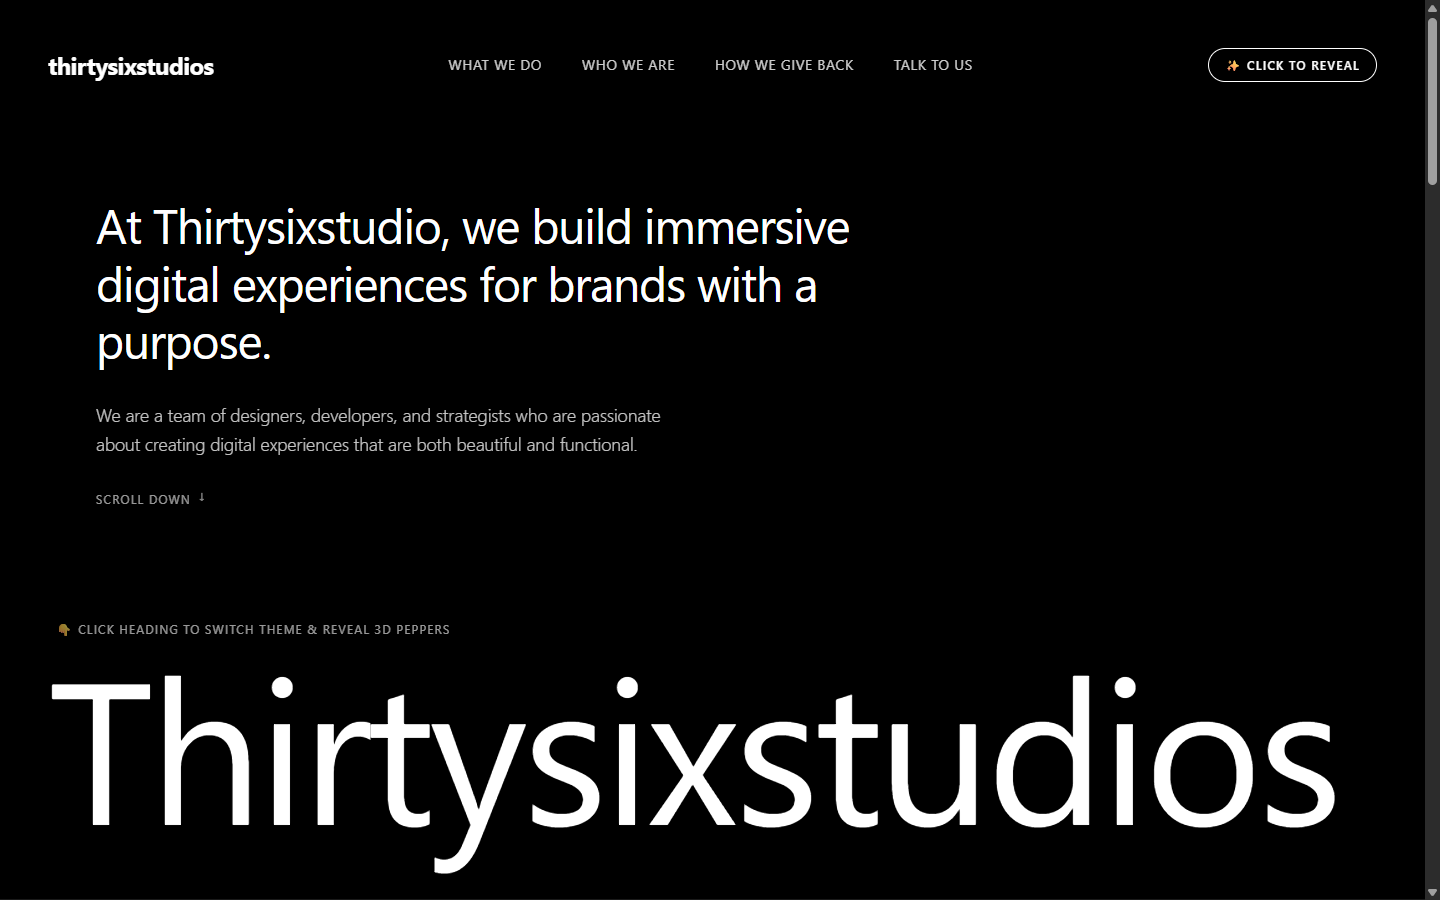 thirtysixstudios
WHAT WE DO
WHO WE ARE
HOW WE GIVE BACK
TALK TO US
✨ CLICK TO REVEAL
At Thirtysixstudio, we build immersive
digital experiences for brands with a
purpose.
We are a team of designers, developers, and strategists who are passionate
about creating digital experiences that are both beautiful and functional.
SCROLL DOWN ↓
👇 CLICK HEADING TO SWITCH THEME & REVEAL 3D PEPPERS
Thirtysixstudios